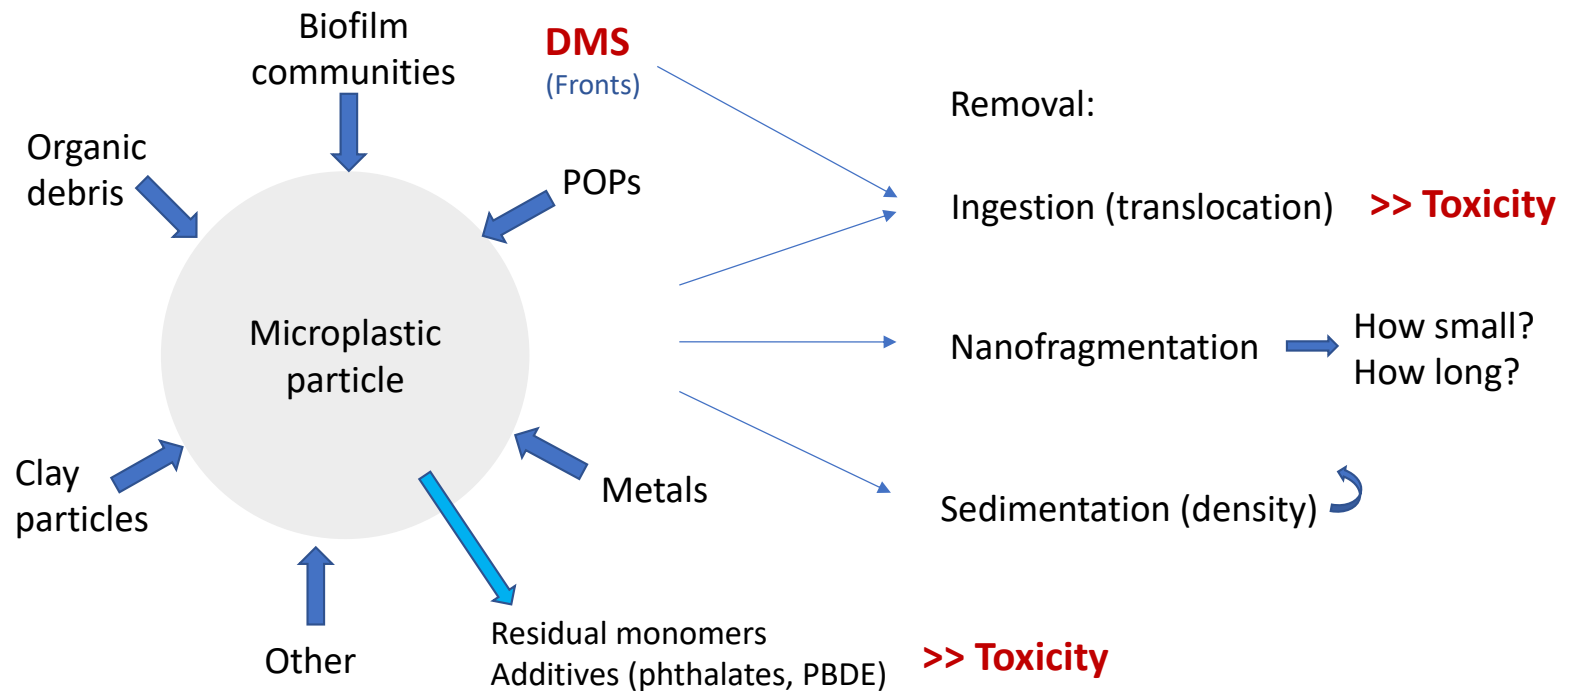 Biofilm
communities
DMS
(Fronts)
Removal:
Organic
debris
POPs
Ingestion (translocation)
>> Toxicity
Microplastic
particle
Nanofragmentation
How small?
How long?
Clay
particles
Metals
Sedimentation (density)
Other
Residual monomers
Additives (phthalates, PBDE)
>> Toxicity